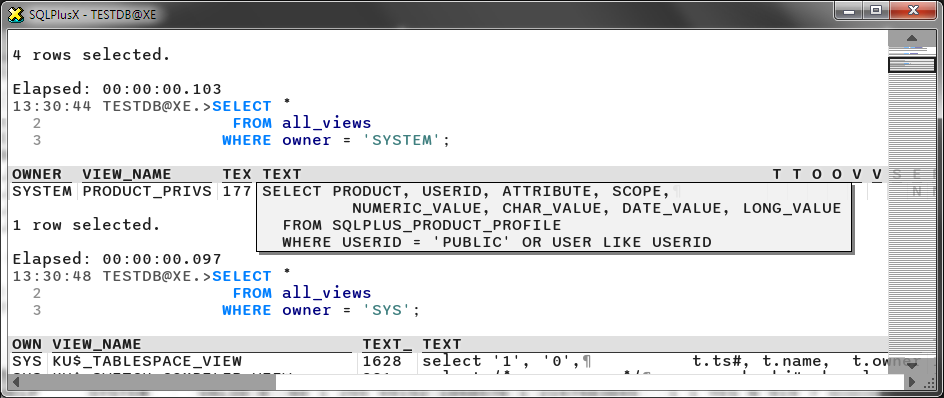 SQLPlusX - TESTDB@XE
4 rows selected.
Elapsed: 00:00:00.103
13:30:44 TESTDB@XE.>SELECT *
2 FROM all_views
3 WHERE owner = 'SYSTEM';
OWNER VIEW_NAME TEX TEXT T T O O V V S E
SYSTEM PRODUCT_PRIVS 177 SELECT PRODUCT, USERID, ATTRIBUTE, SCOPE,¶ N
NUMERIC_VALUE, CHAR_VALUE, DATE_VALUE, LONG_VALUE
1 row selected.
FROM SQLPLUS_PRODUCT_PROFILE
WHERE USERID = 'PUBLIC' OR USER LIKE USERID
Elapsed: 00:00:00.097
13:30:48 TESTDB@XE.>SELECT *
2 FROM all_views
3 WHERE owner = 'SYS';
OWN VIEW_NAME TEXT_ TEXT
SYS KU$_TABLESPACE_VIEW 1628 select '1', '0',¶ t.ts#, t.name, t.owner